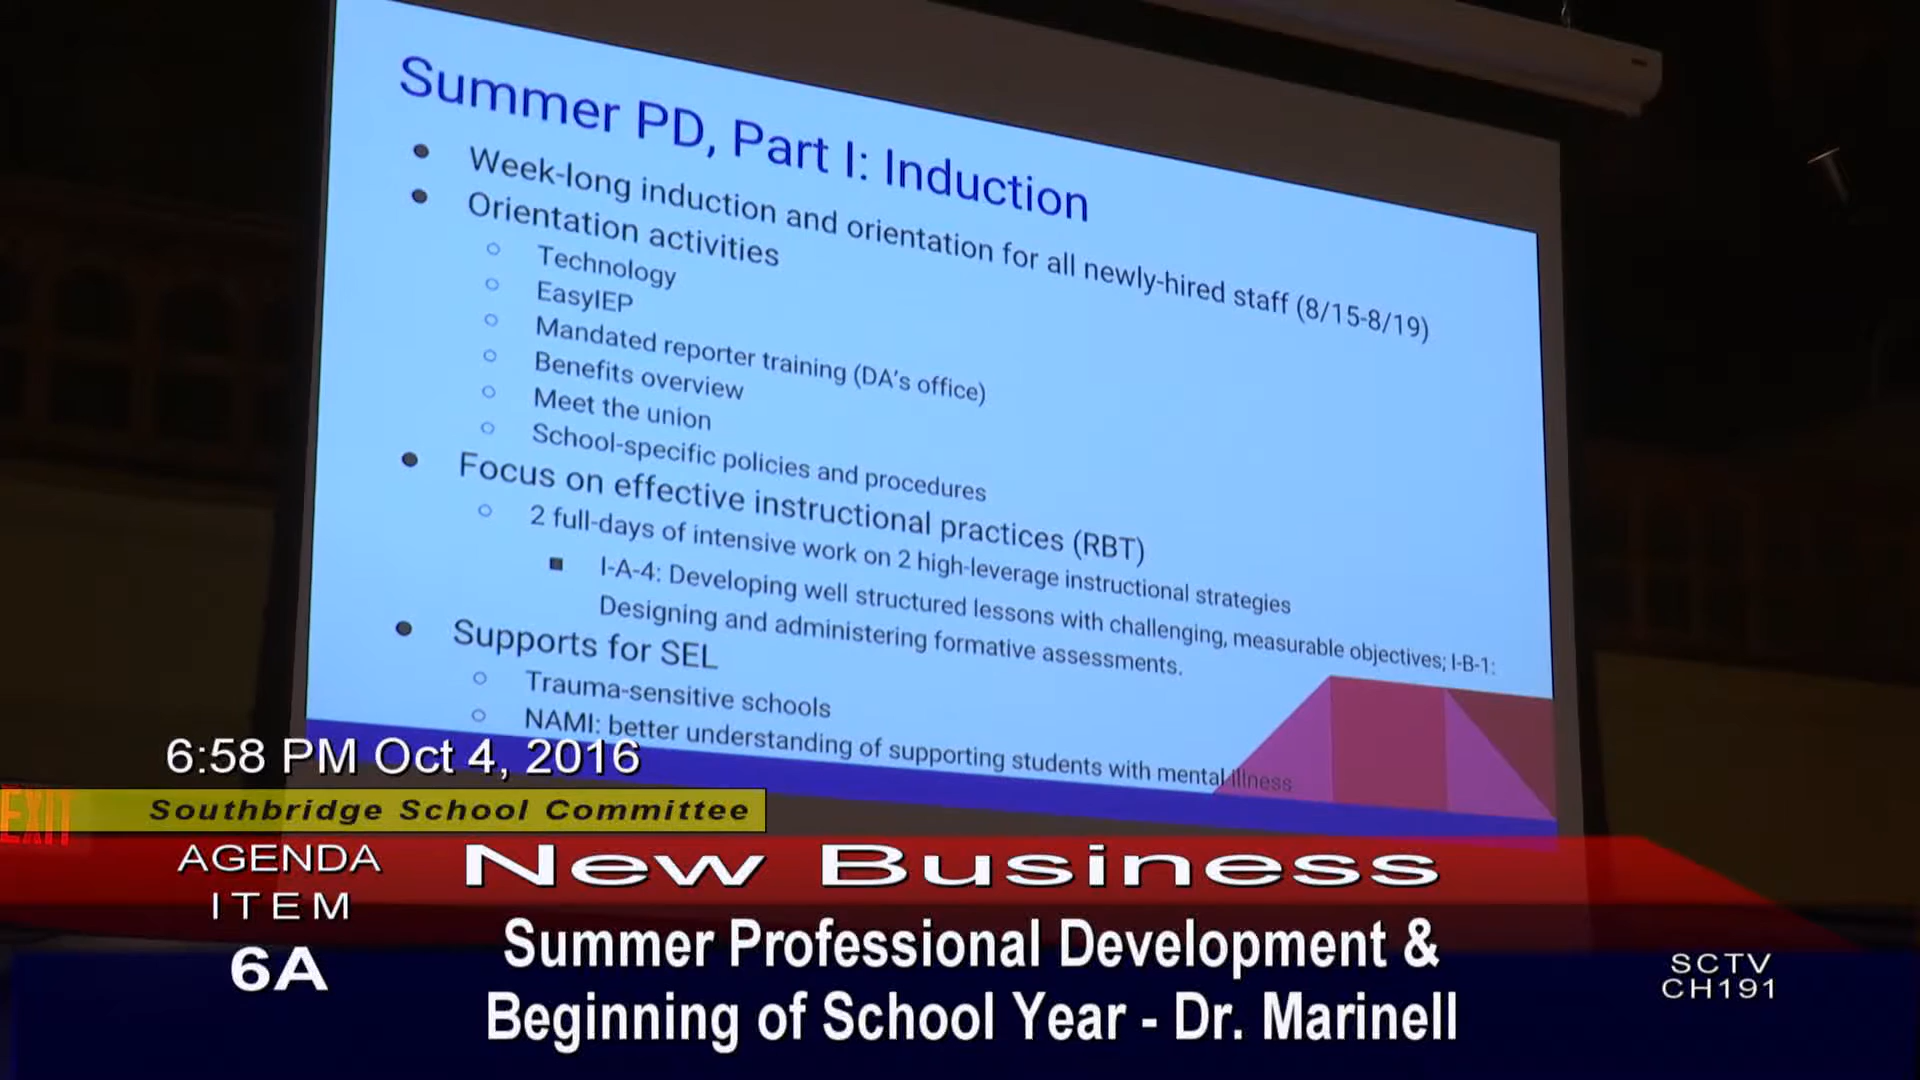 Summer PD, Part I: Induction
Week-long induction and orientation for all newly-hired staff (8/15-8/19)
Orientation activities
Technology
EasyIEP
Mandated reporter training (DA's office)
Benefits overview
Meet the union
School-specific policies and procedures
Focus on effective instructional practices (RBT)
2 full-days of intensive work on 2 high-leverage instructional strategies
I-A-4: Developing well structured lessons with challenging, measurable objectives; I-B-1:
Designing and administering formative assessments.
Supports for SEL
Trauma-sensitive schools
NAMI: better understanding of supporting students with mental illness
6:58 PM Oct 4, 2016
EXIT
Southbridge School Committee
AGENDA
ITEM
6A
New Business
Summer Professional Development &
Beginning of School Year - Dr. Marinell
SCTV
CH191